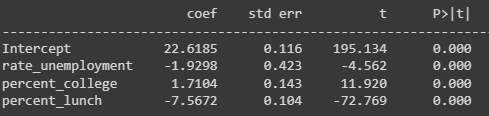 coef std err t P>|t|
-----------------------------------------------------------------
Intercept 22.6185 0.116 195.134 0.000
rate_unemployment -1.9298 0.423 -4.562 0.000
percent_college 1.7104 0.143 11.920 0.000
percent_lunch -7.5672 0.104 -72.769 0.000